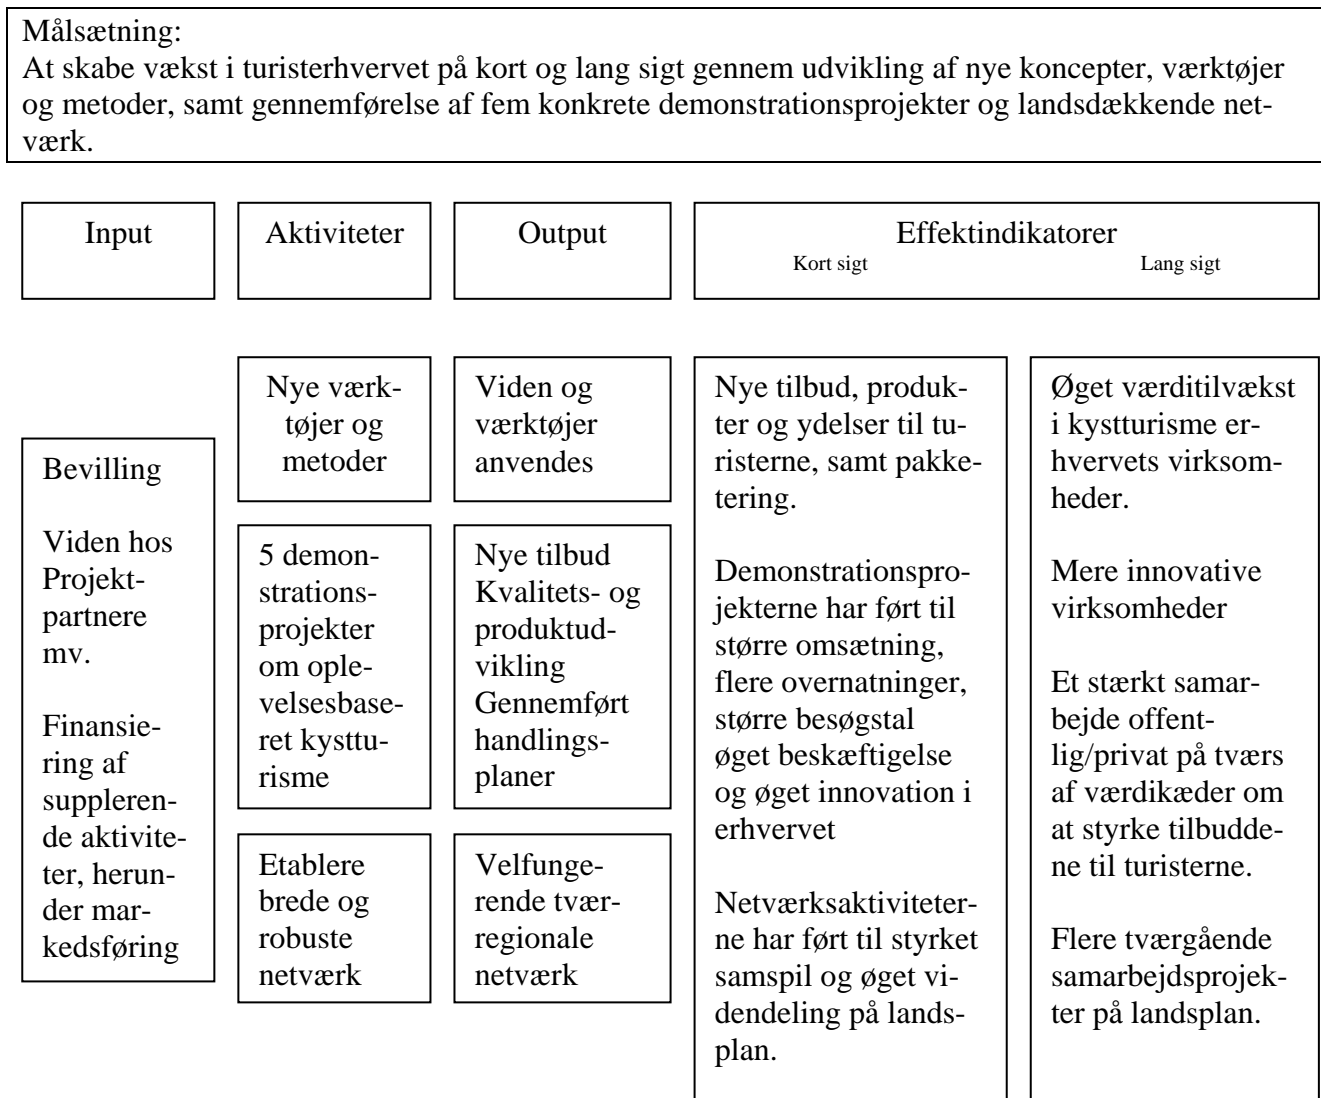 Målsætning:
At skabe vækst i turisterhvervet på kort og lang sigt gennem udvikling af nye koncepter, værktøjer
og metoder, samt gennemførelse af fem konkrete demonstrationsprojekter og landsdækkende net-
værk.
Input
Aktiviteter
Output
Effektindikatorer
Kort sigt
Lang sigt
Bevilling
Viden hos
Projekt-
partnere
mv.
Finansie-
ring af
suppleren-
de aktivite-
ter, herun-
der mar-
kedsføring
Nye værk-
tøjer og
metoder
5 demon-
strations-
projekter
om ople-
velsesbase-
ret kysttu-
risme
Etablere
brede og
robuste
netværk
Viden og
værktøjer
anvendes
Nye tilbud
Kvalitets- og
produktud-
vikling
Gennemført
handlings-
planer
Velfunge-
rende tvær-
regionale
netværk
Nye tilbud, produk-
ter og ydelser til tu-
risterne, samt pakke-
tering.
Demonstrationspro-
jekterne har ført til
større omsætning,
flere overnatninger,
større besøgstal
øget beskæftigelse
og øget innovation i
erhvervet
Netværksaktiviteter-
ne har ført til styrket
samspil og øget vi-
dendeling på lands-
plan.
Øget værditilvækst
i kystturisme er-
hvervets virksom-
heder.
Mere innovative
virksomheder
Et stærkt samar-
bejde offent-
lig/privat på tværs
af værdikæder om
at styrke tilbudde-
ne til turisterne.
Flere tværgående
samarbejdsprojek-
ter på landsplan.